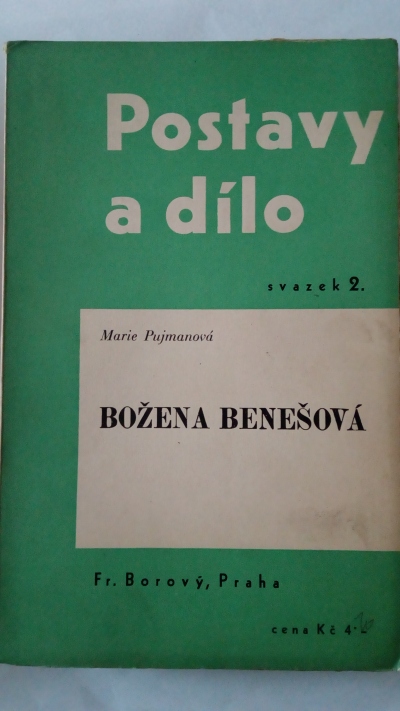 Postavy
a dílo
svazek 2.
Marie Pujmanová
BOŽENA BENEŠOVÁ
Fr. Borový, Praha
cena Kč 4·-